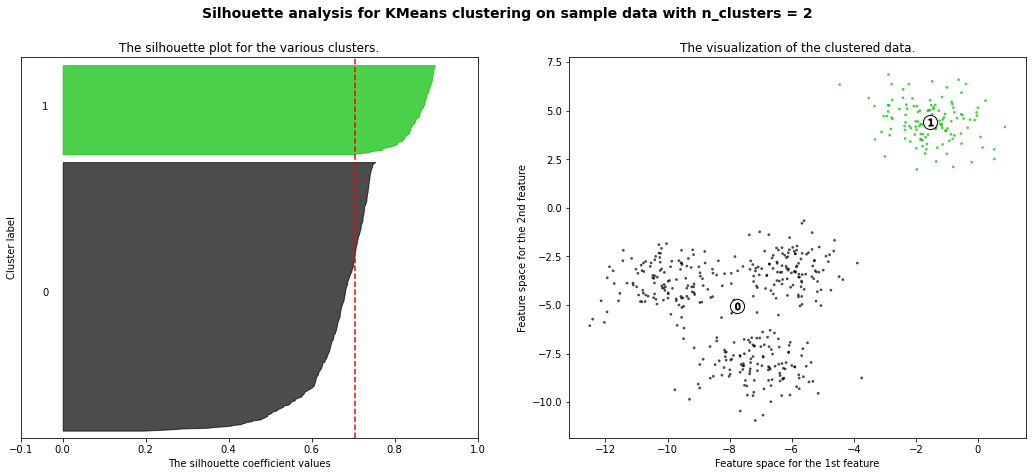 Silhouette analysis for KMeans clustering on sample data with n_clusters = 2
The silhouette plot for the various clusters.
1
0
Cluster label
-0.1 0.0 0.2 0.4 0.6 0.8 1.0
The silhouette coefficient values
The visualization of the clustered data.
7.5
5.0
2.5
0.0
−2.5
−5.0
−7.5
−10.0
Feature space for the 2nd feature
1
0
−12 −10 −8 −6 −4 −2 0
Feature space for the 1st feature